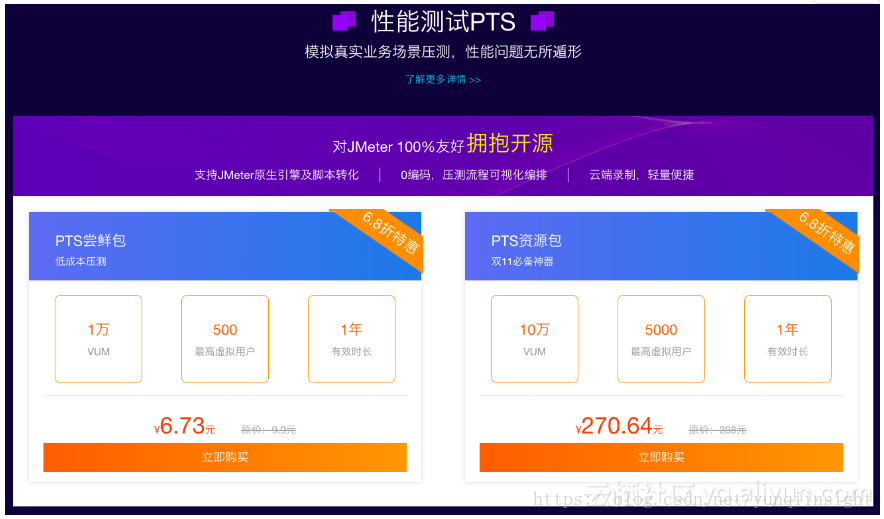 性能测试PTS
模拟真实业务场景压测，性能问题无所遁形
了解更多详情 >>
对JMeter 100%友好 拥抱开源
支持JMeter原生引擎及脚本转化 | 0编码，压测流程可视化编排 | 云端录制，轻量便捷
PTS尝鲜包
低成本压测
6.8折特惠
1万
VUM
500
最高虚拟用户
1年
有效时长
¥6.73元 原价：9.9元
立即购买
PTS资源包
双11必备神器
6.8折特惠
10万
VUM
5000
最高虚拟用户
1年
有效时长
¥270.64元 原价：398元
立即购买
云栖社区 yq.aliyun.com
https://blog.csdn.net/yunqiinsight